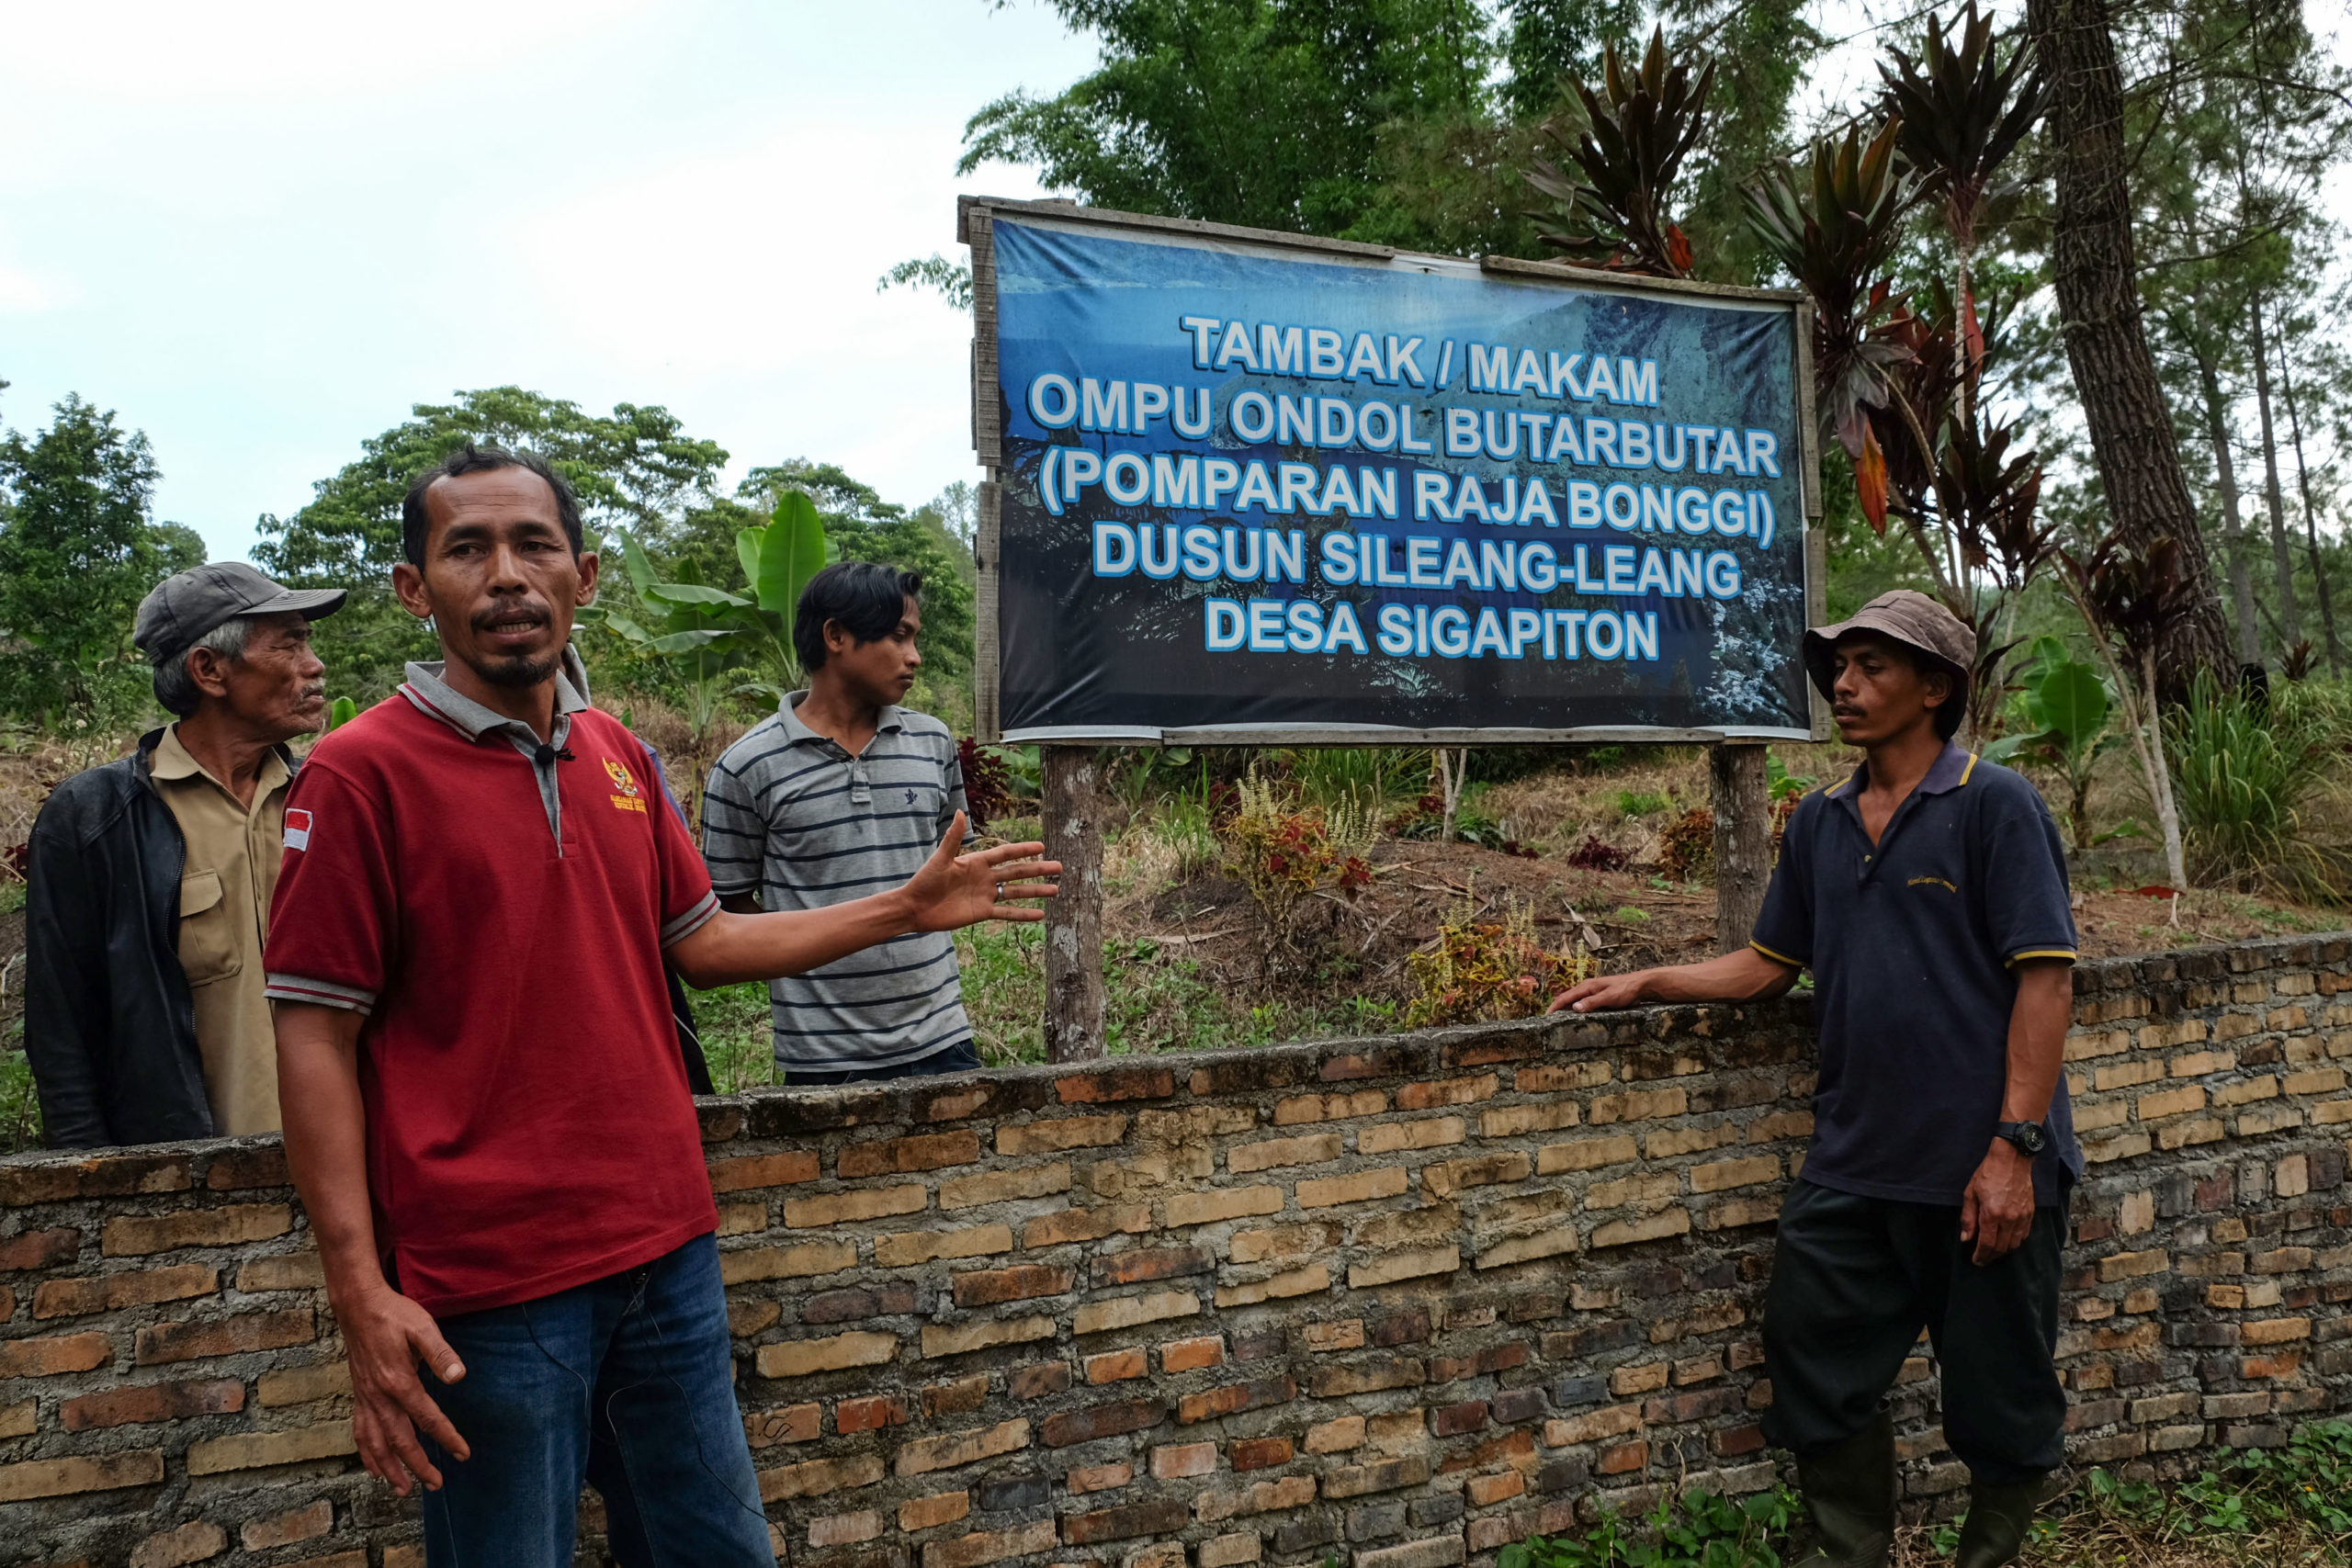 TAMBAK / MAKAM
OMPU ONDOL BUTARBUTAR
(POMPARAN RAJA BONGGI)
DUSUN SILEANG-LEANG
DESA SIGAPITON